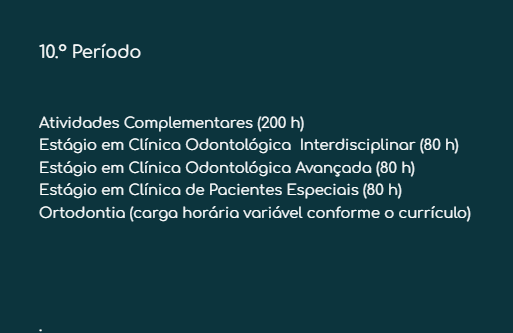 10.º Período
Atividades Complementares (200 h)
Estágio em Clínica Odontológica  Interdisciplinar (80 h)
Estágio em Clínica Odontológica Avançada (80 h)
Estágio em Clínica de Pacientes Especiais (80 h)
Ortodontia (carga horária variável conforme o currículo)
.